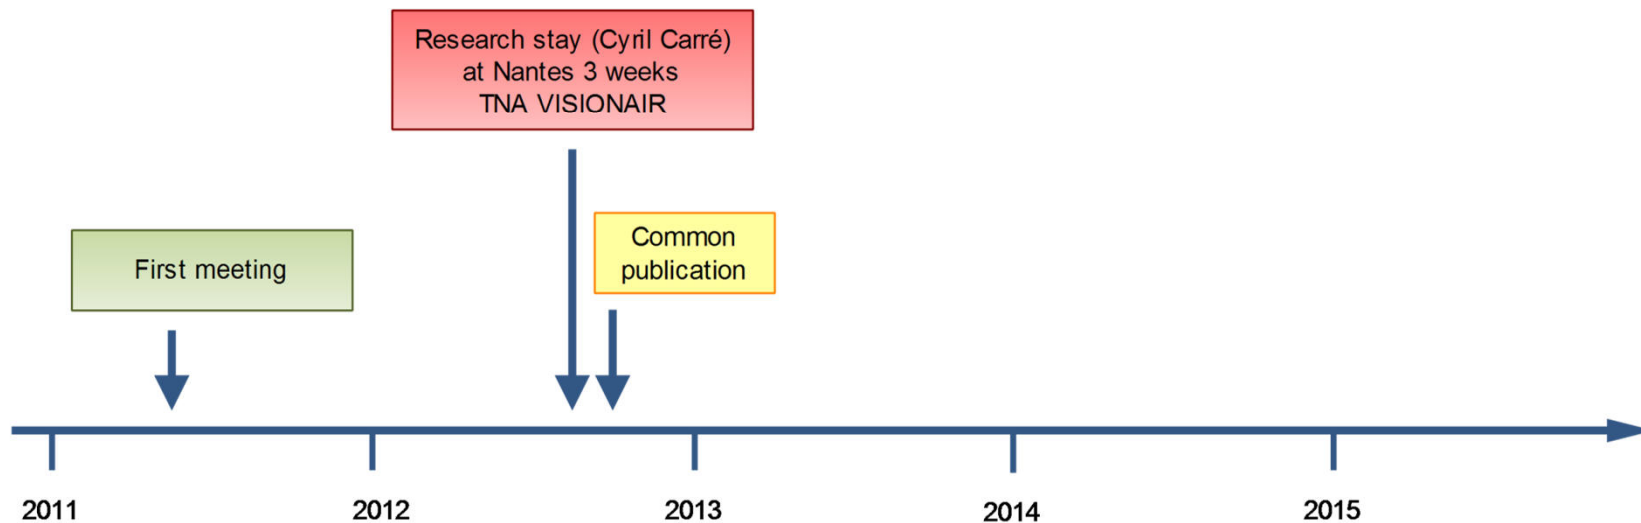 Research stay (Cyril Carré)
at Nantes 3 weeks
TNA VISIONAIR
First meeting
Common
publication
2011
2012
2013
2014
2015